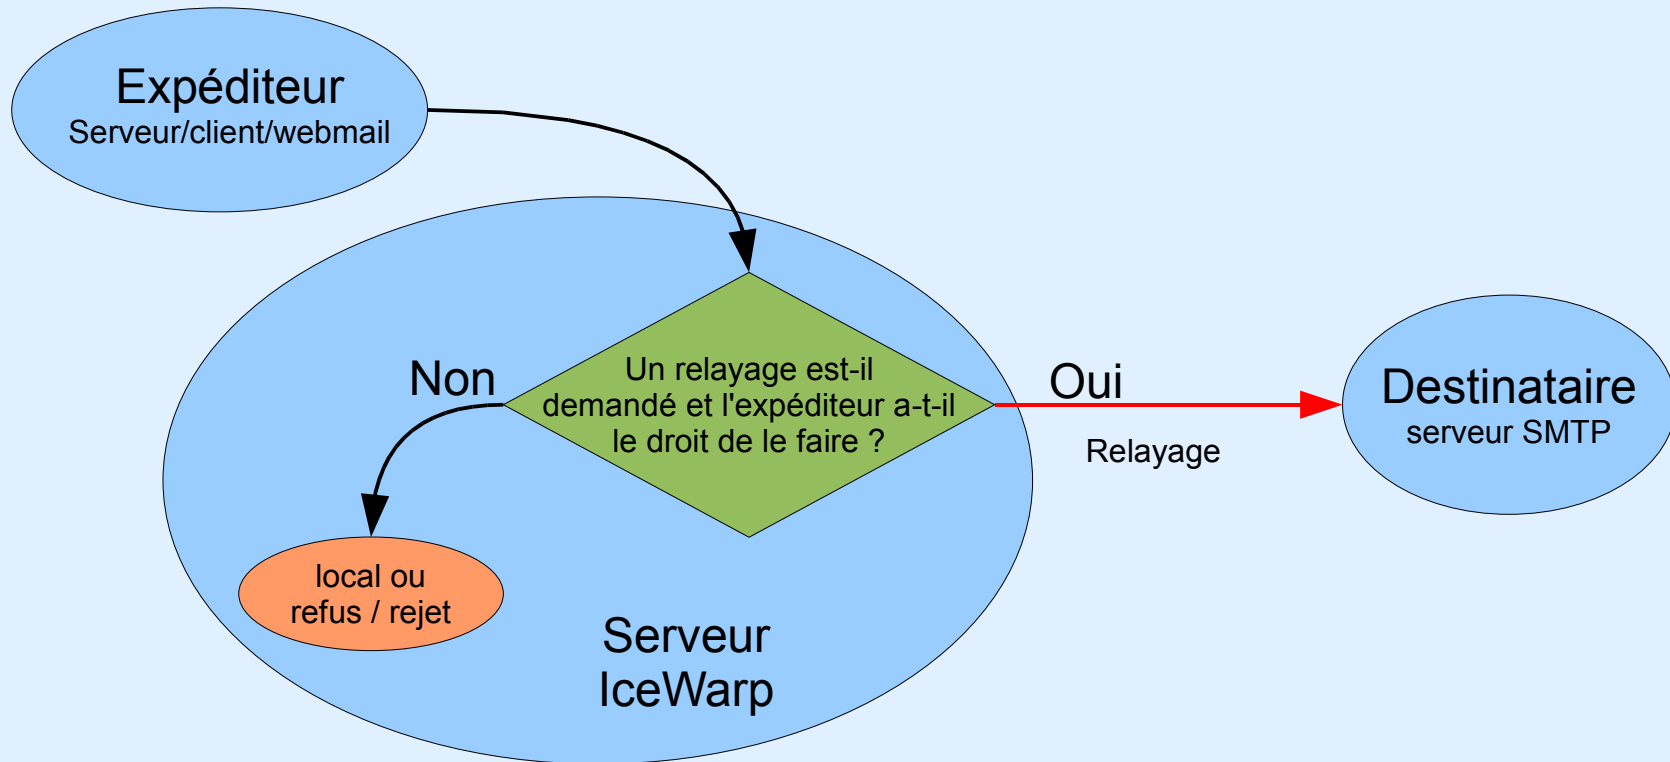 Expéditeur
Serveur/client/webmail
Non
Un relayage est-il
demandé et l'expéditeur a-t-il
le droit de le faire ?
Oui
Relayage
Destinataire
serveur SMTP
local ou
refus / rejet
Serveur
IceWarp